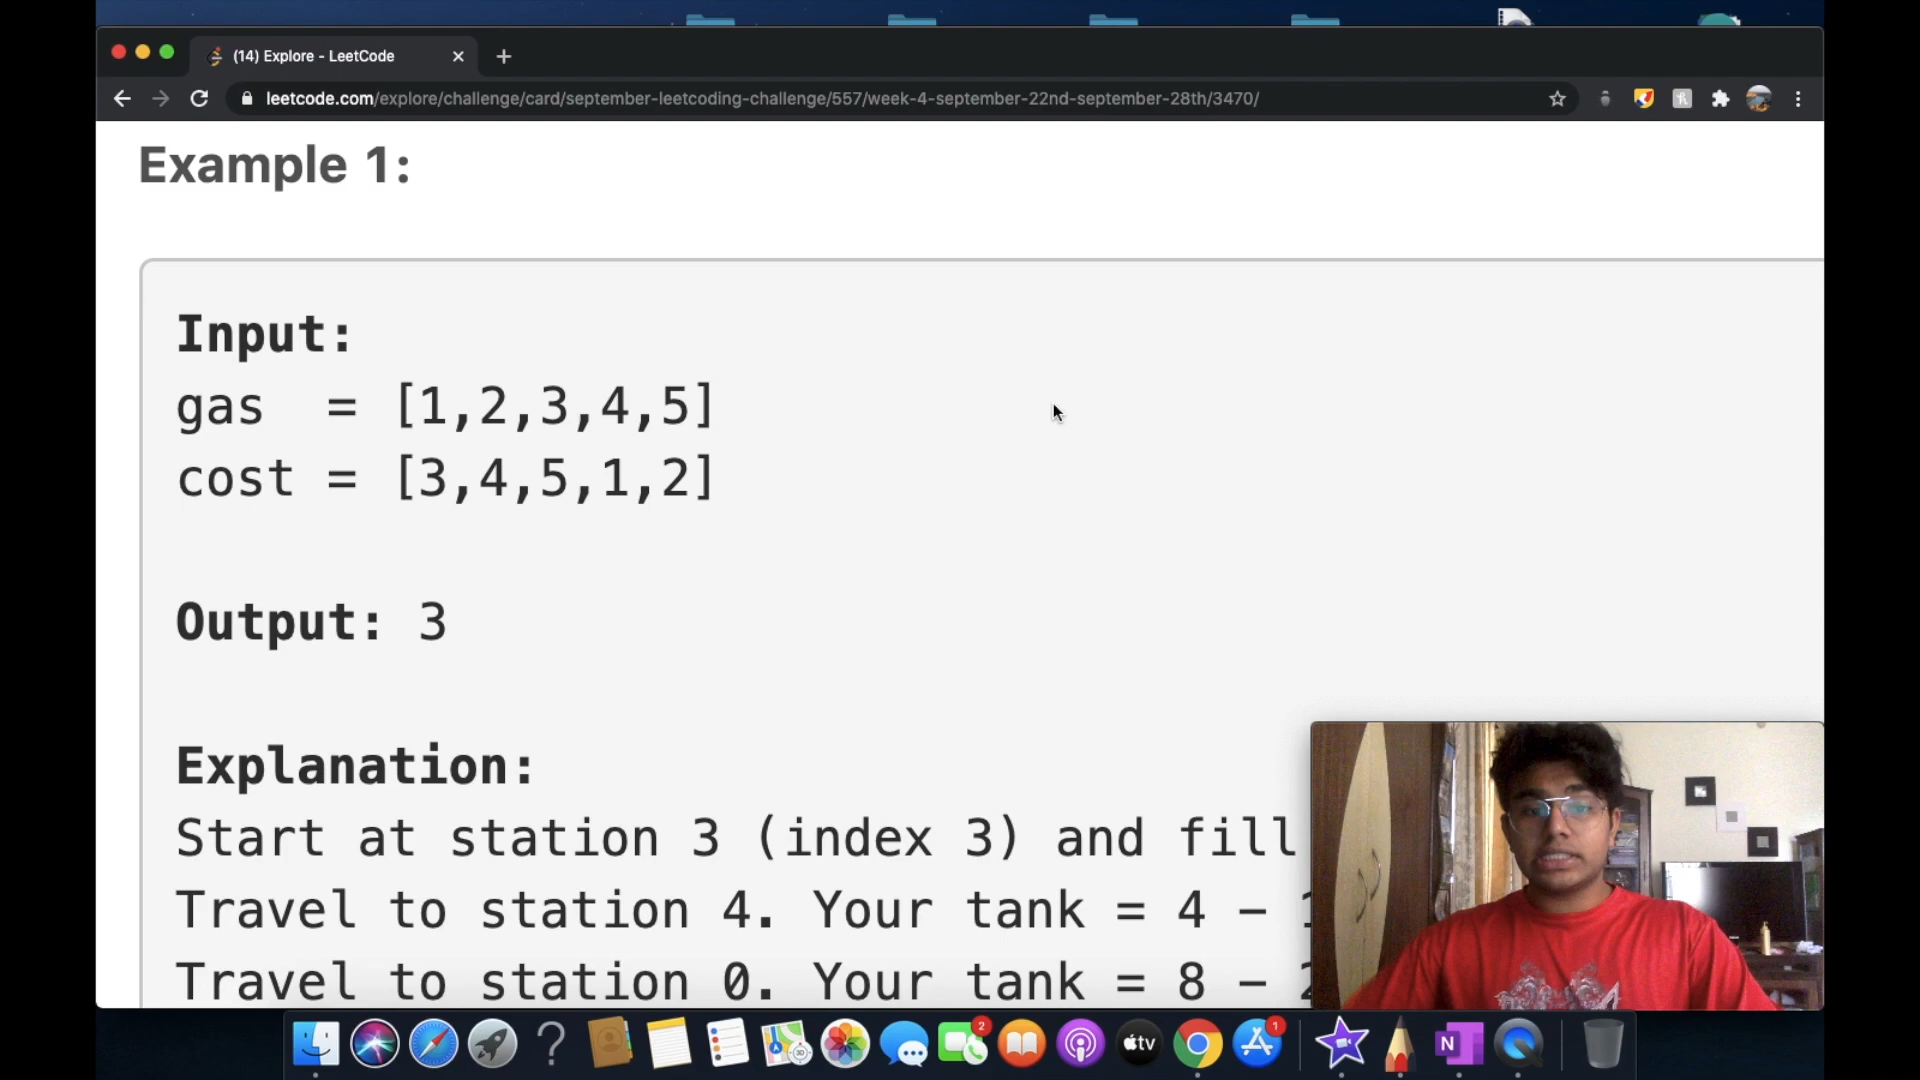 (14) Explore - LeetCode
leetcode.com/explore/challenge/card/september-leetcoding-challenge/557/week-4-september-22nd-september-28th/3470/
Example 1:
Input:
gas = [1,2,3,4,5]
cost = [3,4,5,1,2]
Output: 3
Explanation:
Start at station 3 (index 3) and fill
Travel to station 4. Your tank = 4 -
Travel to station 0. Your tank = 8 -
2
tv
1
N